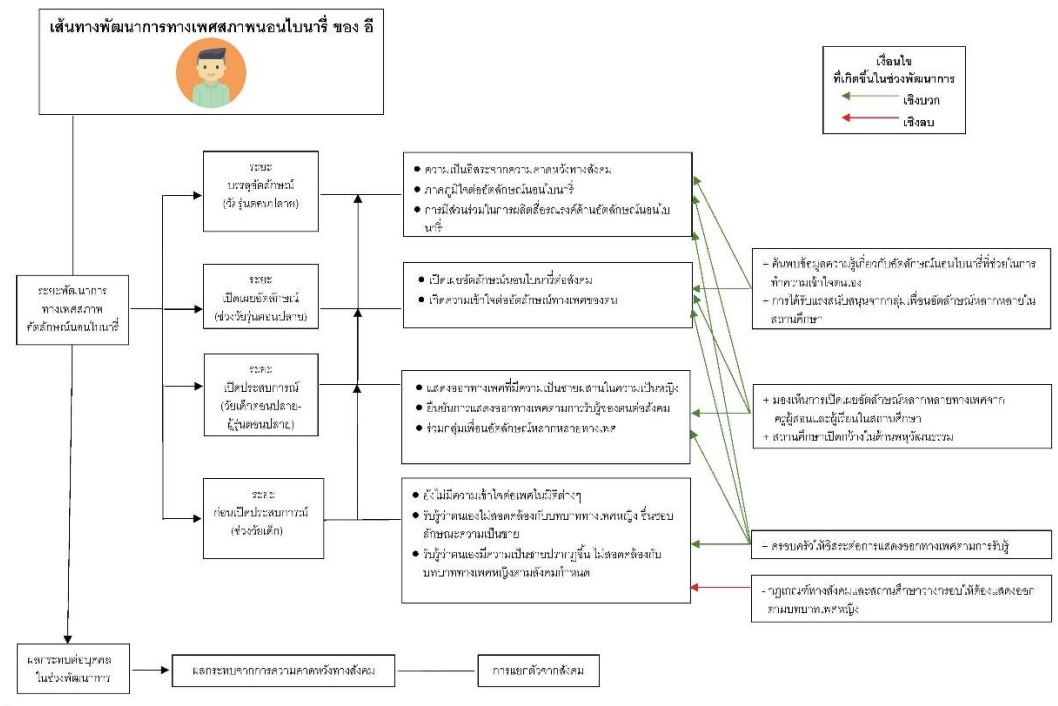 เส้นทางพัฒนาการทางเพศสภาพนอนไบนารี่ ของ อี
เงื่อนไข
ที่เกิดขึ้นในช่วงพัฒนาการ
เชิงบวก
เชิงลบ
ระยะ
บรรลุอัตลักษณ์
(วัยรุ่นตอนปลาย)
● ความเป็นอิสระจากความคาดหวังทางสังคม
● ภาคภูมิใจต่ออัตลักษณ์นอนไบนารี่
● การมีส่วนร่วมในการผลิตสื่อรณรงค์ด้านอัตลักษณ์นอนไบ
นารี่
ระยะพัฒนาการ
ทางเพศสภาพ
อัตลักษณ์นอนไบนารี่
ระยะ
เปิดเผยอัตลักษณ์
(ช่วงวัยรุ่นตอนปลาย)
● เปิดเผยอัตลักษณ์นอนไบนารี่ต่อสังคม
● เกิดความเข้าใจต่ออัตลักษณ์ทางเพศของตน
+ ค้นพบข้อมูลความรู้เกี่ยวกับอัตลักษณ์นอนไบนารี่ที่ช่วยในการ
ทำความเข้าใจตนเอง
+ การได้รับแรงสนับสนุนจากกลุ่มเพื่อนอัตลักษณ์หลากหลายใน
สถานศึกษา
ระยะ
เปิดประสบการณ์
(วัยเด็กตอนปลาย-
ผู้รุ่นตอนปลาย)
● แสดงออกทางเพศที่มีความเป็นชายผสานในความเป็นหญิง
● ยืนยันการแสดงออกทางเพศตามการรับรู้ของตนต่อสังคม
● ร่วมกลุ่มเพื่อนอัตลักษณ์หลากหลายทางเพศ
+ มองเห็นการเปิดเผยอัตลักษณ์หลากหลายทางเพศจาก
ครูผู้สอนและผู้เรียนในสถานศึกษา
+ สถานศึกษาเปิดกว้างในด้านพหุวัฒนธรรม
ระยะ
ก่อนเปิดประสบการณ์
(ช่วงวัยเด็ก)
● ยังไม่มีความเข้าใจต่อเพศในมิติต่างๆ
● รับรู้ว่าตนเองไม่สอดคล้องกับบทบาททางเพศหญิง ชื่นชอบ
ลักษณะความเป็นชาย
● รับรู้ว่าตนเองมีความเป็นชายปรากฏขึ้น ไม่สอดคล้องกับ
บทบาททางเพศหญิงตามสังคมกำหนด
– ครอบครัวให้อิสระต่อการแสดงออกทางเพศตามการรับรู้
- กฎเกณฑ์ทางสังคมและสถานศึกษาวางกรอบให้ต้องแสดงออก
ตามบทบาทเพศหญิง
ผลกระทบต่อบุคคล
ในช่วงพัฒนาการ
ผลกระทบจากการความคาดหวังทางสังคม
การแยกตัวจากสังคม